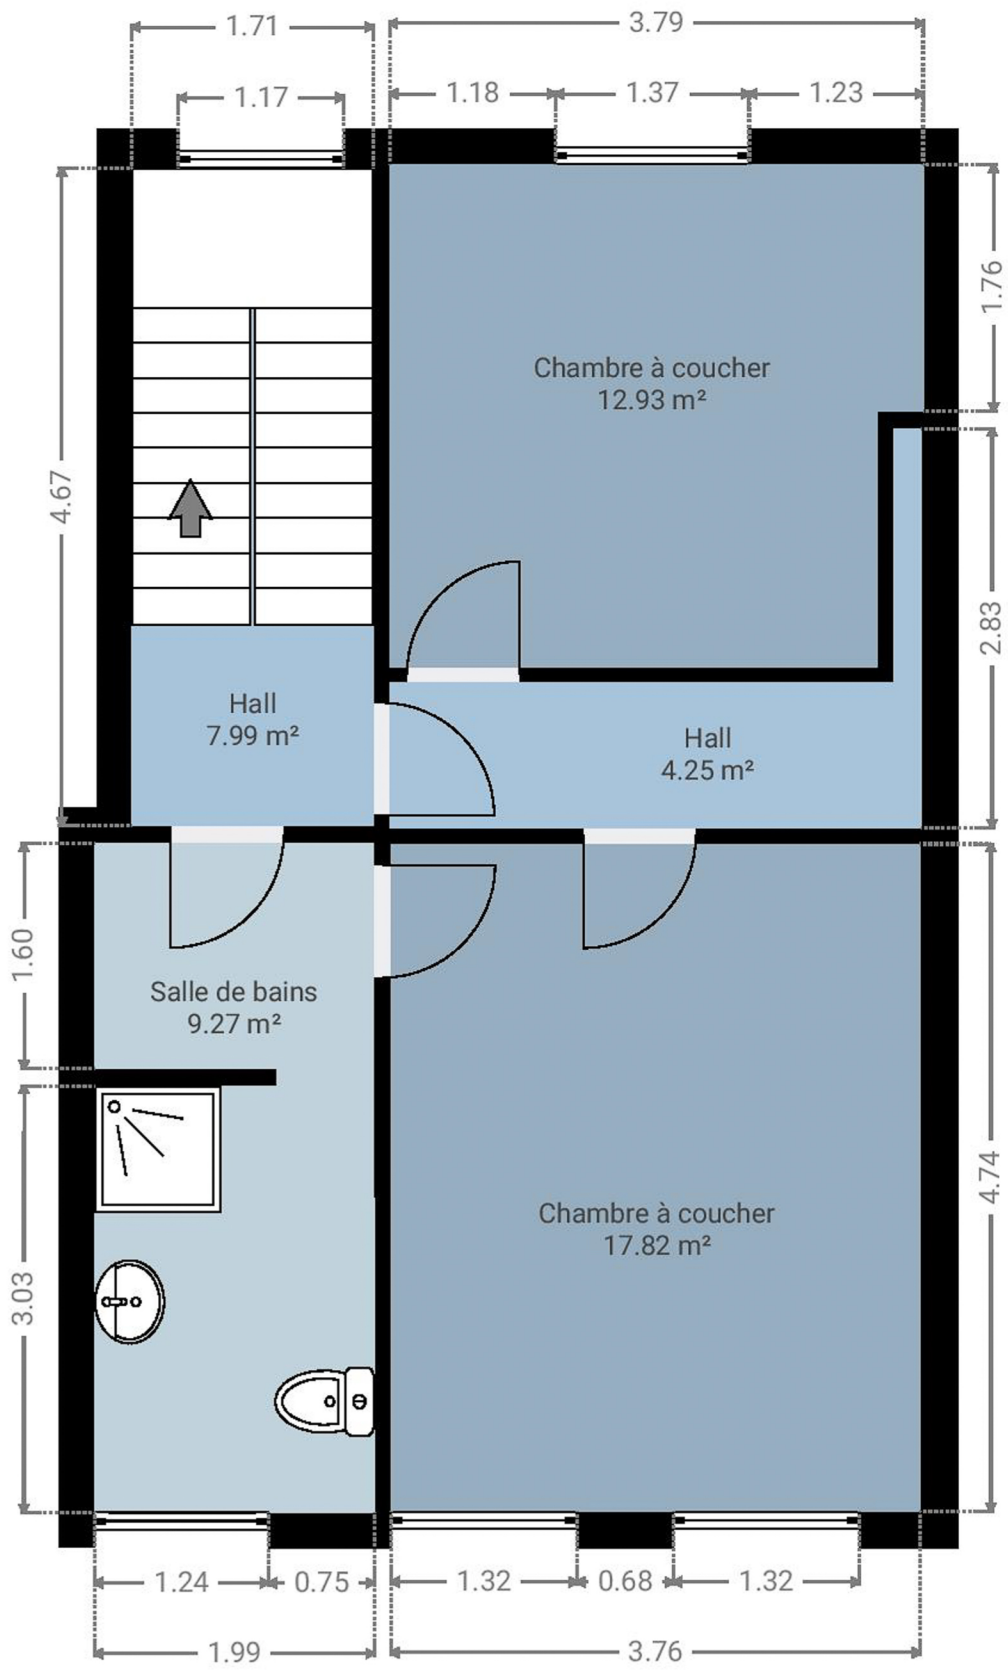 1.71
3.79
1.17
1.18
1.37
1.23
1.76
Chambre à coucher
12.93 m²
4.67
2.83
Hall
7.99 m²
Hall
4.25 m²
1.60
Salle de bains
9.27 m²
4.74
Chambre à coucher
17.82 m²
3.03
1.24
0.75
1.32
0.68
1.32
1.99
3.76